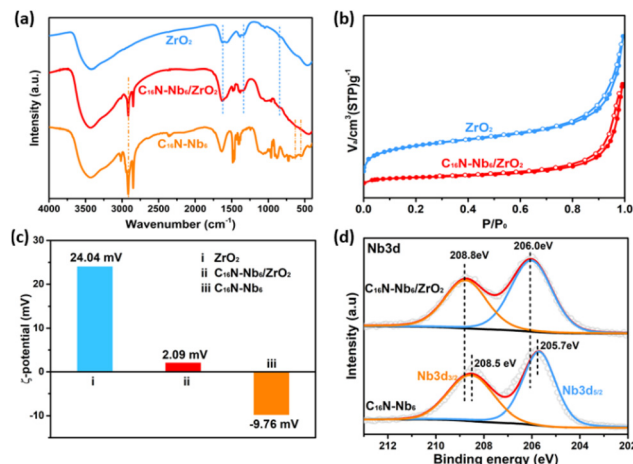 (a)
Intensity (a.u.)
ZrO₂
C₁₆N-Nb₆/ZrO₂
C₁₆N-Nb₆
4000 3500 3000 2500 2000 1500 1000 500
Wavenumber (cm⁻¹)
(b)
Vₐ/cm³(STP)g⁻¹
ZrO₂
C₁₆N-Nb₆/ZrO₂
0.0 0.2 0.4 0.6 0.8 1.0
P/P₀
(c)
ζ-potential (mV)
30
20
10
0
-10
24.04 mV
i ZrO₂
ii C₁₆N-Nb₆/ZrO₂
iii C₁₆N-Nb₆
2.09 mV
iii
i
ii
-9.76 mV
(d)
Intensity (a.u)
Nb3d
208.8eV
206.0eV
C₁₆N-Nb₆/ZrO₂
208.5 eV
205.7eV
Nb3d₃/₂
Nb3d₅/₂
C₁₆N-Nb₆
212 210 208 206 204 202
Binding energy (eV)